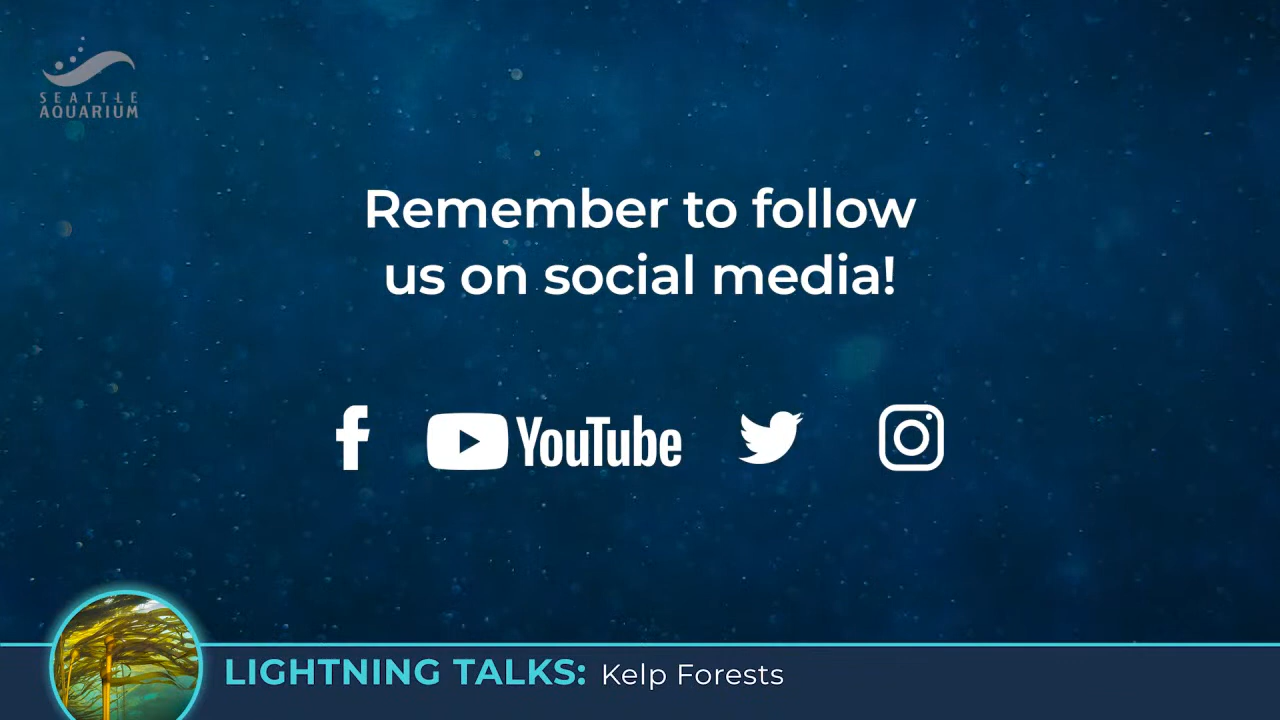 SEATTLE
AQUARIUM
Remember to follow
us on social media!
YouTube
LIGHTNING TALKS: Kelp Forests